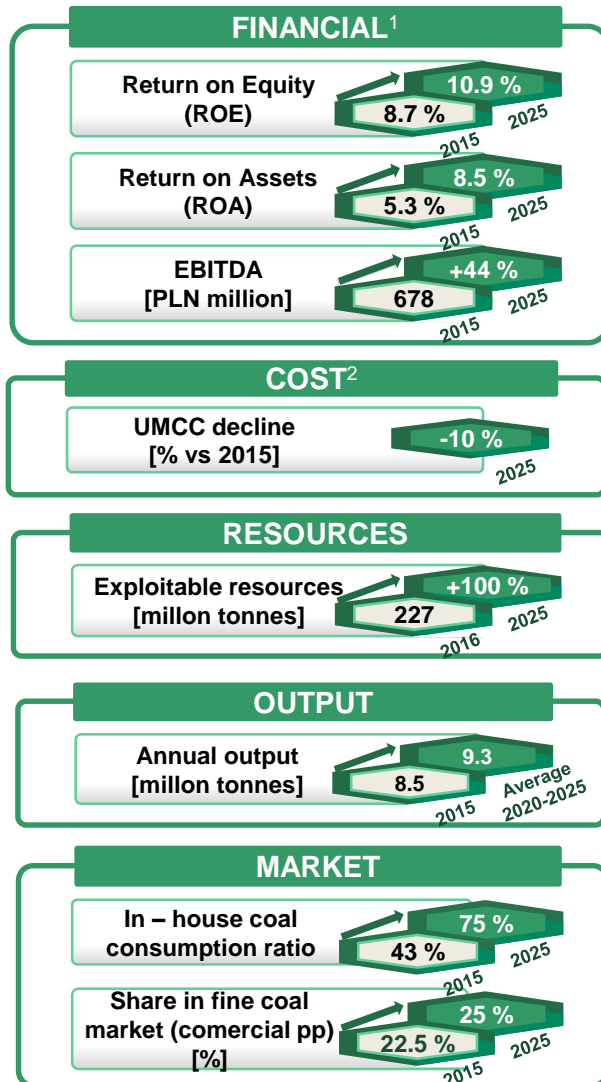 FINANCIAL¹
Return on Equity
(ROE)
8.7 %
2015
10.9 %
2025
Return on Assets
(ROA)
5.3 %
2015
8.5 %
2025
EBITDA
[PLN million]
678
2015
+44 %
2025
COST²
UMCC decline
[% vs 2015]
-10 %
2025
RESOURCES
Exploitable resources
[millon tonnes]
227
2016
+100 %
2025
OUTPUT
Annual output
[millon tonnes]
8.5
2015
9.3
Average
2020-2025
MARKET
In – house coal
consumption ratio
43 %
2015
75 %
2025
Share in fine coal
market (comercial pp)
[%]
22.5 %
2015
25 %
2025